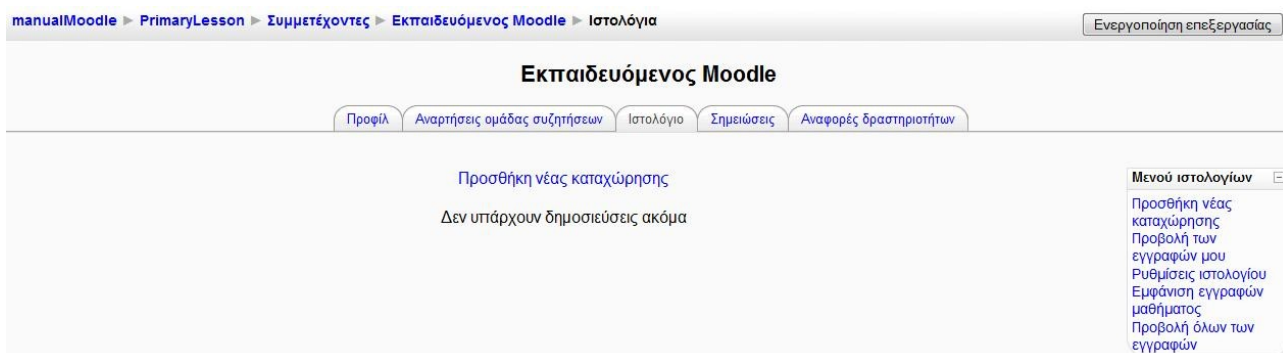 manualMoodle ► PrimaryLesson ► Συμμετέχοντες ► Εκπαιδευόμενος Moodle ► Ιστολόγια
Ενεργοποίηση επεξεργασίας
Εκπαιδευόμενος Moodle
Προφίλ Αναρτήσεις ομάδας συζητήσεων Ιστολόγιο Σημειώσεις Αναφορές δραστηριοτήτων
Προσθήκη νέας καταχώρησης
Δεν υπάρχουν δημοσιεύσεις ακόμα
Μενού ιστολογίων
Προσθήκη νέας
καταχώρησης
Προβολή των
εγγραφών μου
Ρυθμίσεις ιστολογίου
Εμφάνιση εγγραφών
μαθήματος
Προβολή όλων των
εγγραφών